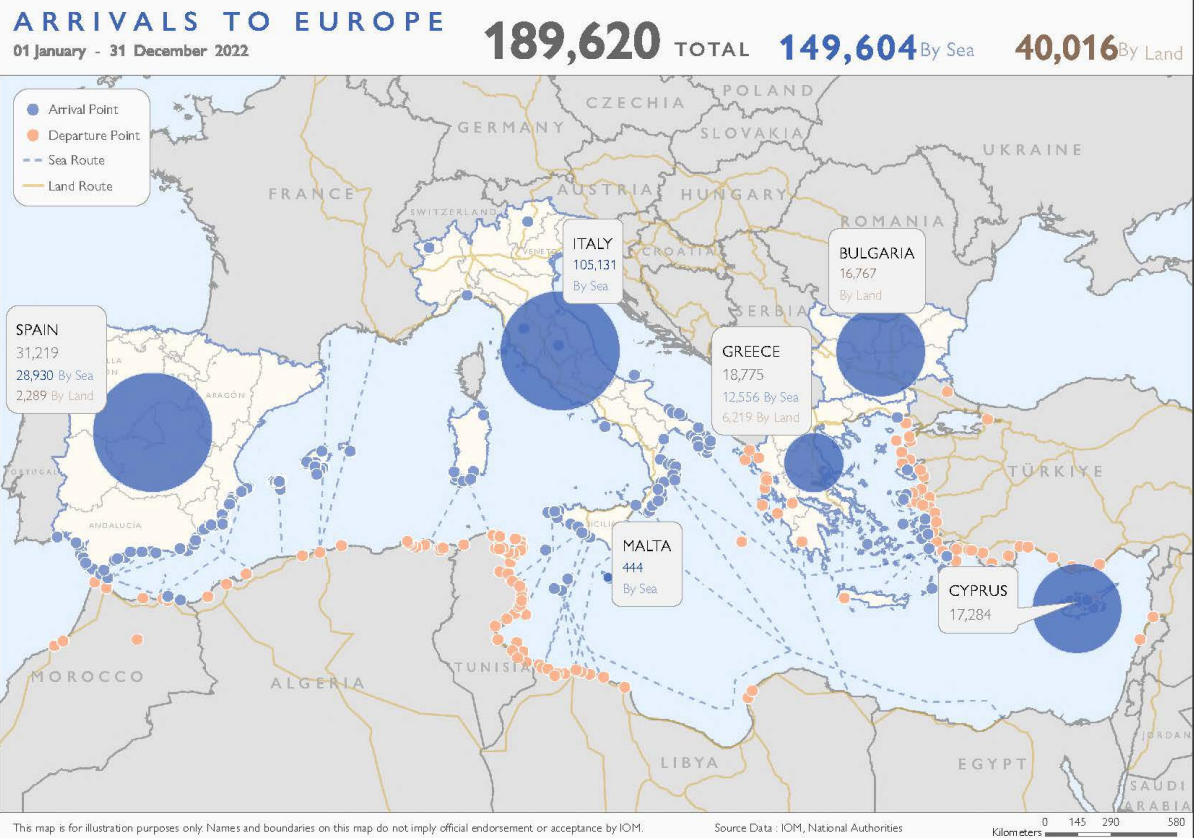 ARRIVALS TO EUROPE
01 January - 31 December 2022
189,620 TOTAL
149,604 By Sea
40,016 By Land
Arrival Point
Departure Point
Sea Route
Land Route
POLAND
CZECHIA
GERMANY
SLOVAKIA
UKRAINE
FRANCE
AUSTRIA
HUNGARY
SWITZERLAND
ROMANIA
ITALY
105,131
By Sea
CROATIA
BULGARIA
16,767
By Land
SERBIA
SPAIN
31,219
28,930 By Sea
2,289 By Land
ARAGÓN
GREECE
18,775
12,556 By Sea
6,219 By Land
PORTUGAL
TÜRKIYE
ANDALUCÍA
MALTA
444
By Sea
CYPRUS
17,284
MOROCCO
ALGERIA
TUNISIA
LIBYA
EGYPT
JORDAN
SAUDI
ARABIA
This map is for illustration purposes only. Names and boundaries on this map do not imply official endorsement or acceptance by IOM.
Source Data : IOM, National Authorities
Kilometers
0 145 290 580